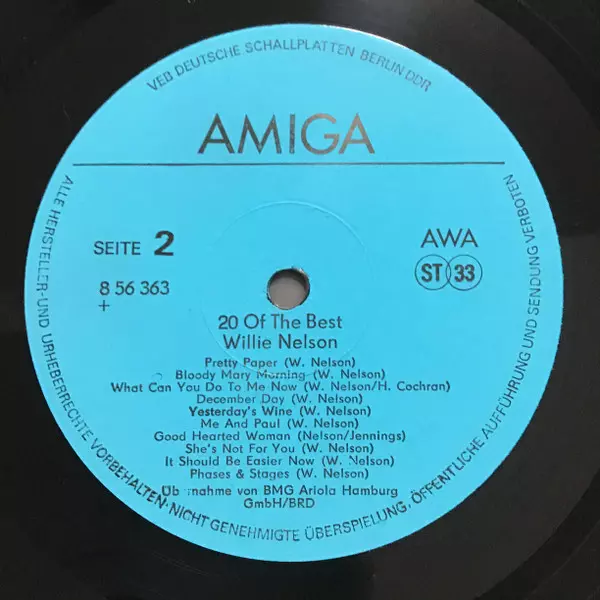 VEB DEUTSCHE SCHALLPLATTEN BERLIN DDR
AMIGA
SEITE 2
AWA
8 56 363
+
ST 33
20 Of The Best
Willie Nelson
Pretty Paper (W. Nelson)
Bloody Mary Morning (W. Nelson)
What Can You Do To Me Now (W. Nelson/H. Cochran)
December Day (W. Nelson)
Yesterday's Wine (W. Nelson)
Me And Paul (W. Nelson)
Good Hearted Woman (Nelson/Jennings)
She's Not For You (W. Nelson)
It Should Be Easier Now (W. Nelson)
Phases & Stages (W. Nelson)
Übernahme von BMG Ariola Hamburg
GmbH/BRD
ALLE HERSTELLER-UND URHEBERRECHTE VORBEHALTEN·NICHT GENEHMIGTE ÜBERSPIELUNG, ÖFFENTLICHE AUFFÜHRUNG UND SENDUNG VERBOTEN